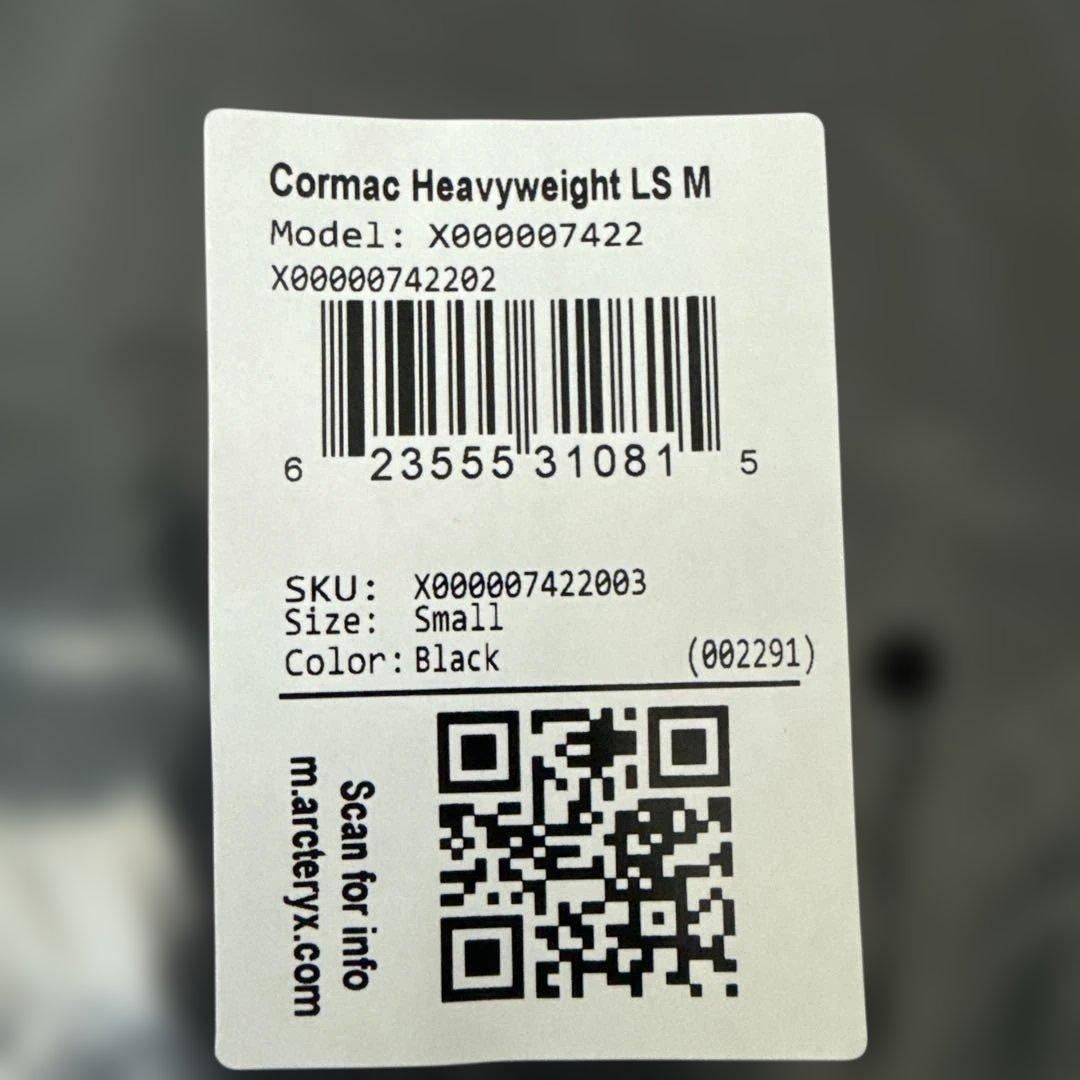 Cormac Heavyweight LS M
Model: X000007422
X00000742202
6 23555 31081 5
SKU: X000007422003
Size: Small
Color: Black (002291)
Scan for info
m.arcteryx.com